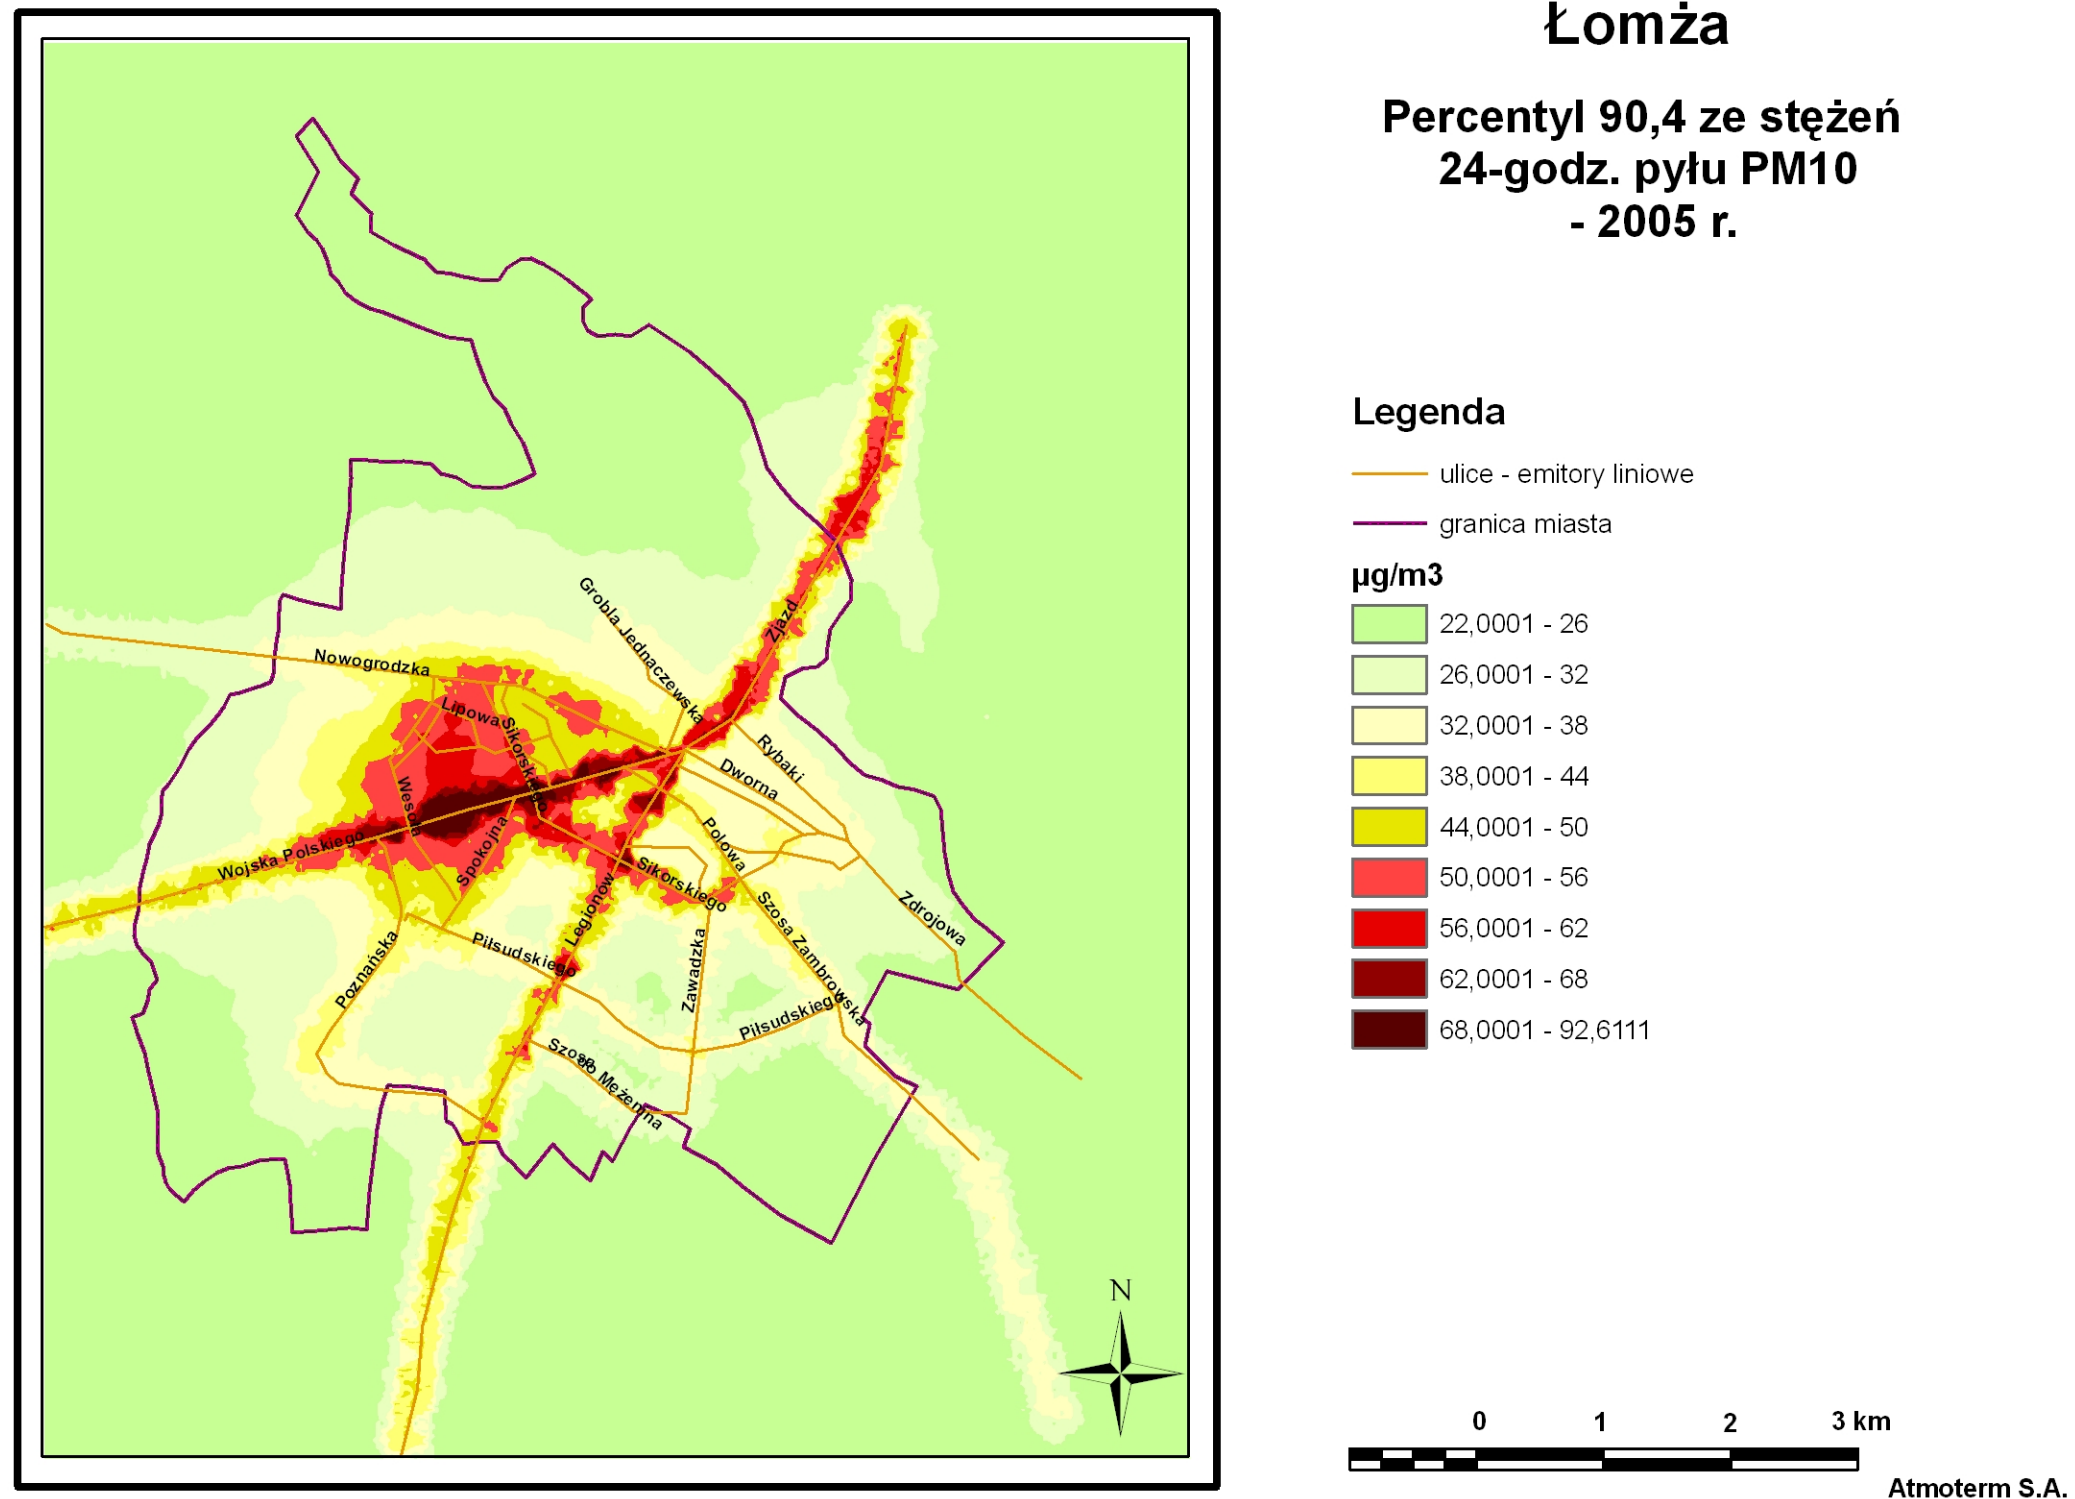 Łomża
Percentyl 90,4 ze stężeń
24-godz. pyłu PM10
- 2005 r.
Legenda
ulice - emitory liniowe
granica miasta
µg/m3
22,0001 - 26
26,0001 - 32
32,0001 - 38
38,0001 - 44
44,0001 - 50
50,0001 - 56
56,0001 - 62
62,0001 - 68
68,0001 - 92,6111
Grobla Jednaczewska
Zjazd
Nowogrodzka
Lipowa
Sikorskiego
Rybaki
Dworna
Wesoła
Spokojna
Polowa
Wojska Polskiego
Sikorskiego
Legionów
Szosa Zambrowska
Zdrojowa
Poznańska
Piłsudskiego
Zawadzka
Piłsudskiego
Szosa do Mężenina
N
0 1 2 3 km
Atmoterm S.A.